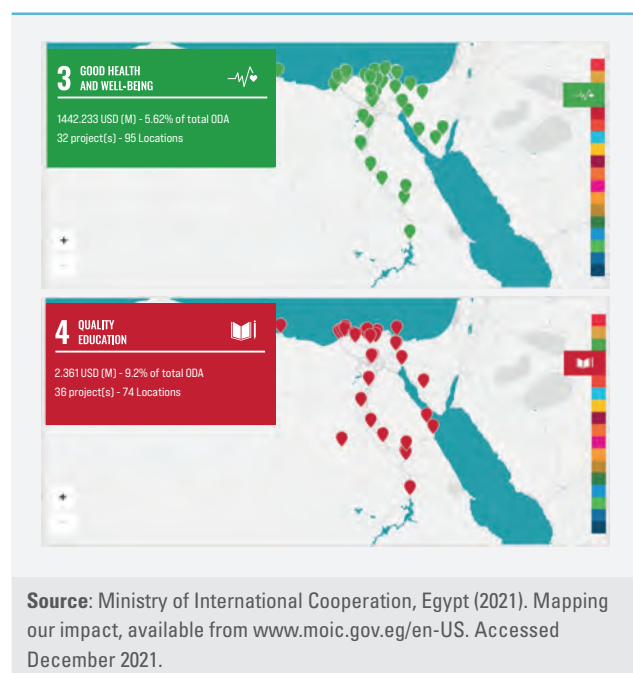 3 GOOD HEALTH
AND WELL-BEING
1442.233 USD (M) - 5.62% of total ODA
32 project(s) - 95 Locations
+
−
4 QUALITY
EDUCATION
2.361 USD (M) - 9.2% of total ODA
36 project(s) - 74 Locations
+
−
Source: Ministry of International Cooperation, Egypt (2021). Mapping
our impact, available from www.moic.gov.eg/en-US. Accessed
December 2021.